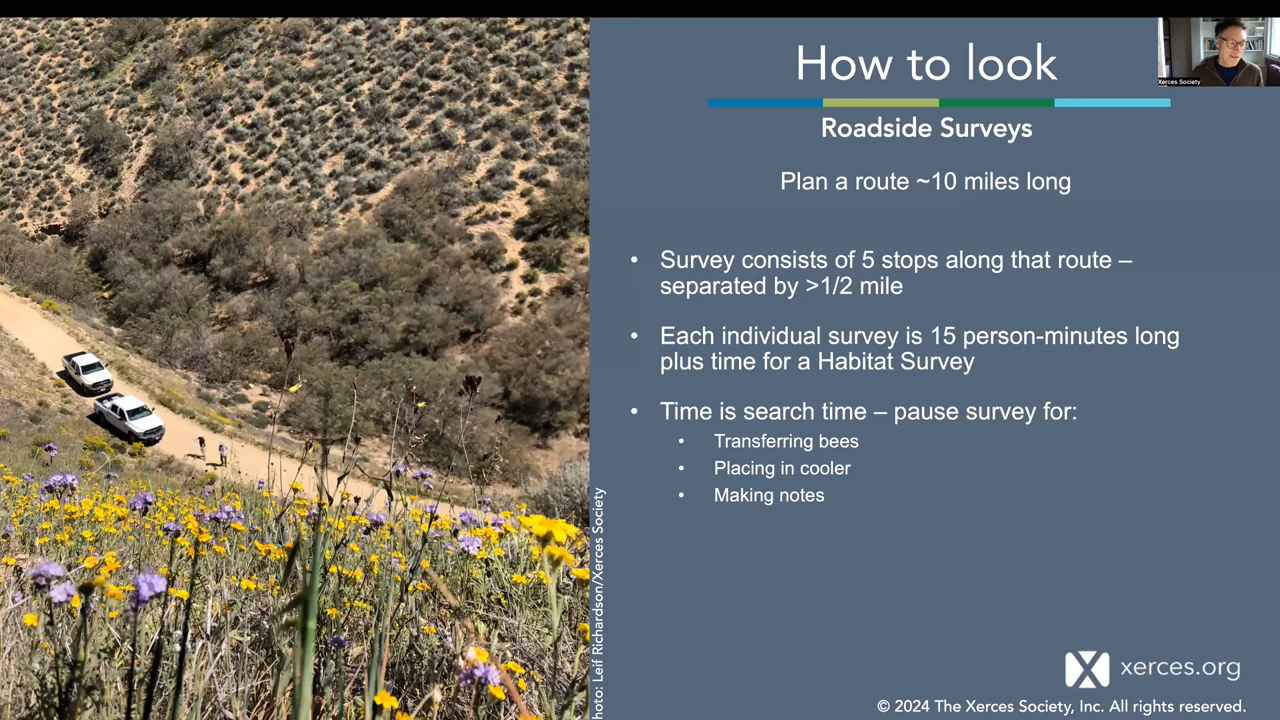 How to look
Xerces Society
Roadside Surveys
Plan a route ~10 miles long
• Survey consists of 5 stops along that route –
separated by >1/2 mile
• Each individual survey is 15 person-minutes long
plus time for a Habitat Survey
• Time is search time – pause survey for:
• Transferring bees
• Placing in cooler
• Making notes
hoto: Leif Richardson/Xerces Society
xerces.org
© 2024 The Xerces Society, Inc. All rights reserved.